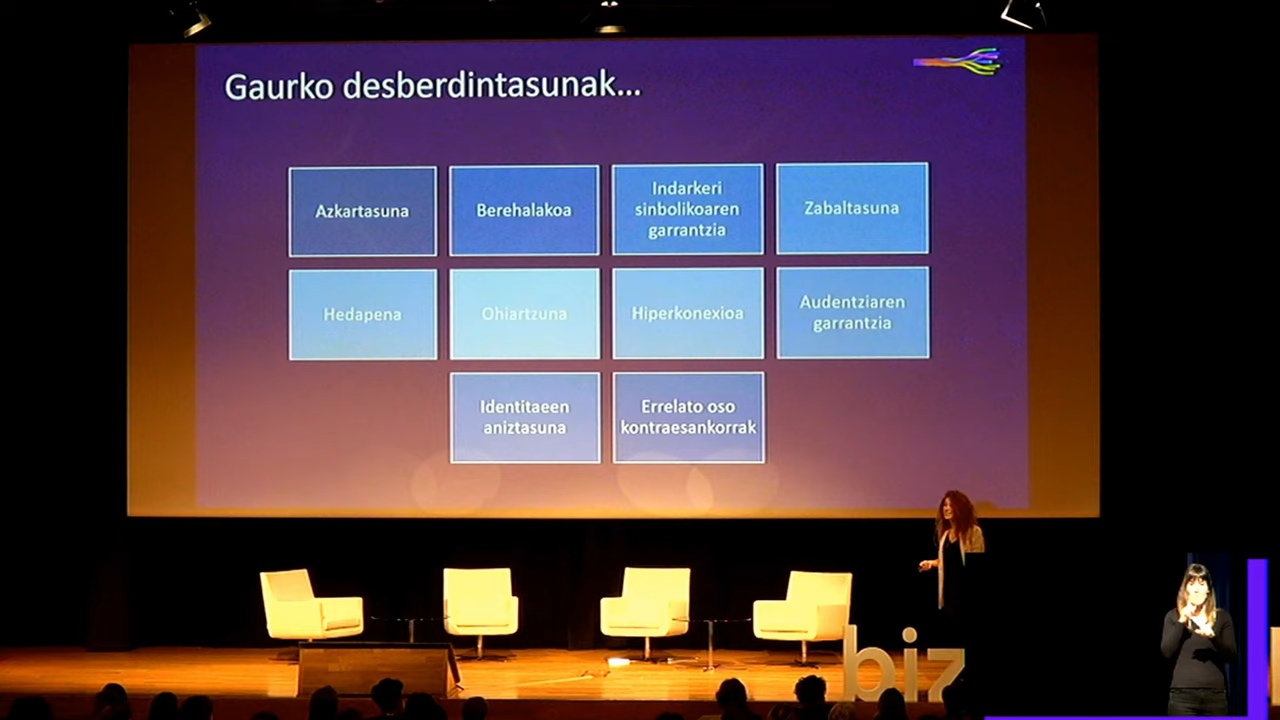 Gaurko desberdintasunak...
Azkartasuna
Berehalakoa
Indarkeri
sinbolikoaren
garrantzia
Zabaltasuna
Hedapena
Ohiartzuna
Hiperkonexioa
Audentziaren
garrantzia
Identitaeen
aniztasuna
Errelato oso
kontraesankorrak
biz